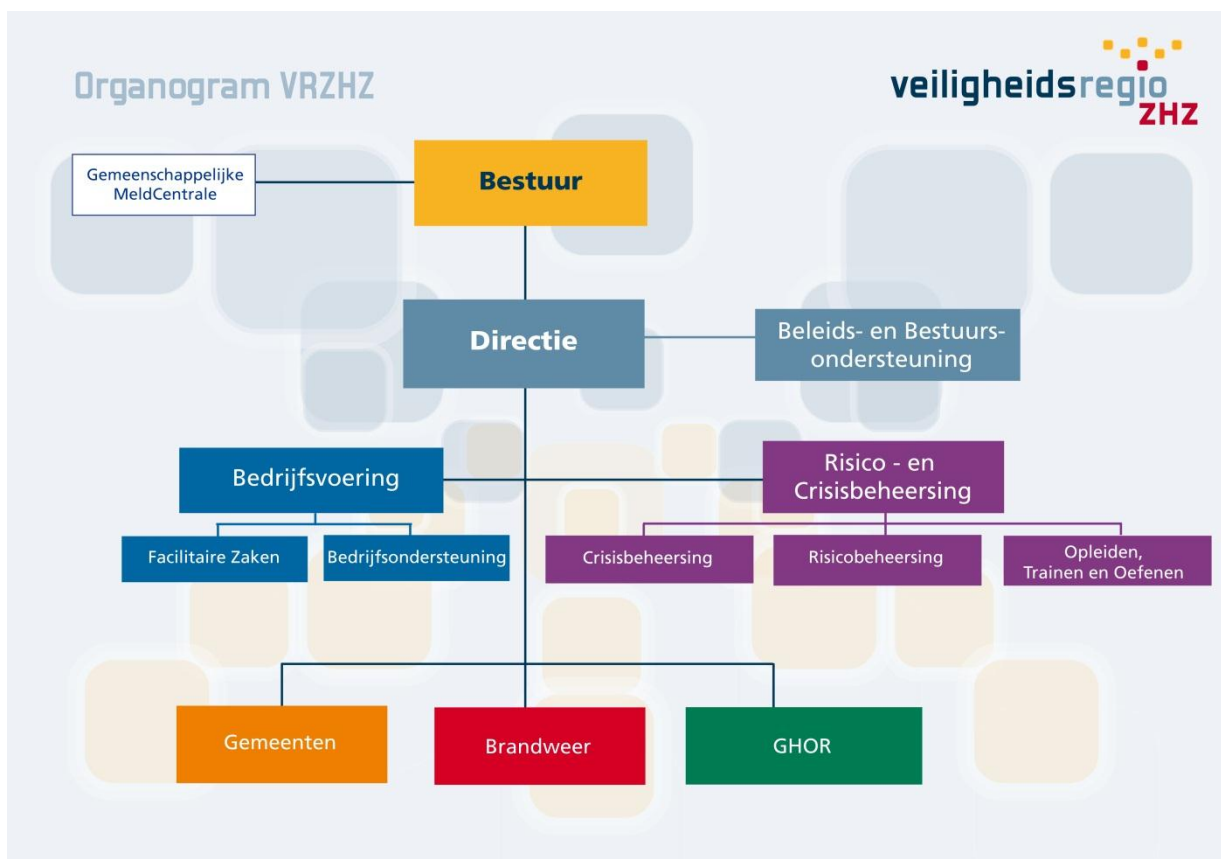 Organogram VRZHZ
veiligheidsregio
ZHZ
Gemeenschappelijke
MeldCentrale
Bestuur
Directie
Beleids- en Bestuurs-
ondersteuning
Bedrijfsvoering
Risico - en
Crisisbeheersing
Facilitaire Zaken
Bedrijfsondersteuning
Crisisbeheersing
Risicobeheersing
Opleiden,
Trainen en Oefenen
Gemeenten
Brandweer
GHOR